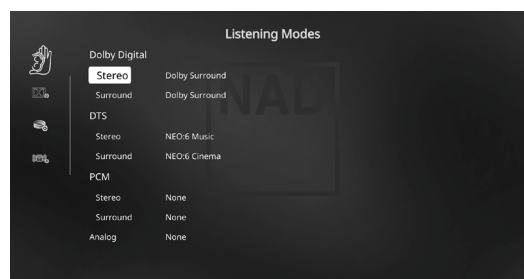 Listening Modes
Dolby Digital
Stereo Dolby Surround
Surround Dolby Surround
DTS
Stereo NEO:6 Music
Surround NEO:6 Cinema
PCM
Stereo None
Surround None
Analog None
NAD